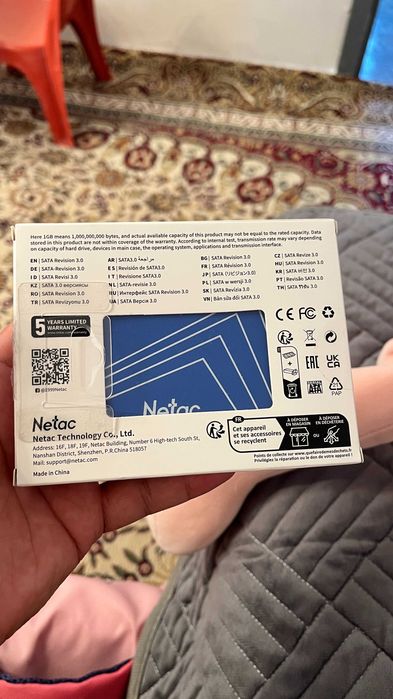 Here 1GB means 1,000,000,000 bytes, and actual available capacity of this product may not be equal to the rated capacity. Data
stored in this product are not within coverage of the warranty. According to internal test, transmission rate may vary depending
on capacity of hard drive, devices in main case, the operating system, applications and transmission interface.
EN | SATA Revision 3.0
DE | SATA Revision 3.0
ID | SATA Revisi 3.0
KZ | SATA 3.0 версиясы
RO | SATA Revision 3.0
TR | SATA Revizyonu 3.0
AR | SATA3.0 مراجعة
ES | Revisión de SATA3.0
IT | Revisione SATA3.0
NL | SATA-revisie 3.0
RU | Интерфейс SATA Revision 3.0
UA | SATA Версія 3.0
BG | SATA Revision 3.0
FR | SATA Revision 3.0
JP | SATA (リビジョン3.0)
PL | SATA w wersji 3.0
SK | SATA Revízia 3.0
VN | Bản sửa đổi SATA 3.0
CZ | SATA Revize 3.0
HU | SATA Revision 3.0
KR | SATA 버전 3.0
PT | SATA Revisão 3.0
TW | SATA
5 YEARS LIMITED
WARRANTY
@1999Netac
Netac
CE FC
EAC UK
CA
PAP
Netac
Netac Technology Co., Ltd.
Address: 16F, 18F, 19F, Netac Building, Number 6 High-tech South St,
Nanshan District, Shenzhen, P.R.China 518057
Mail: support@netac.com
Made in China
FR
Cet appareil
et ses accessoires
se recyclent
À DÉPOSER
EN MAGASIN
OU
À DÉPOSER
EN DÉCHÈTERIE
Points de collecte sur www.quefairedemesdechets.fr
Privilégiez la réparation ou le don de votre appareil !